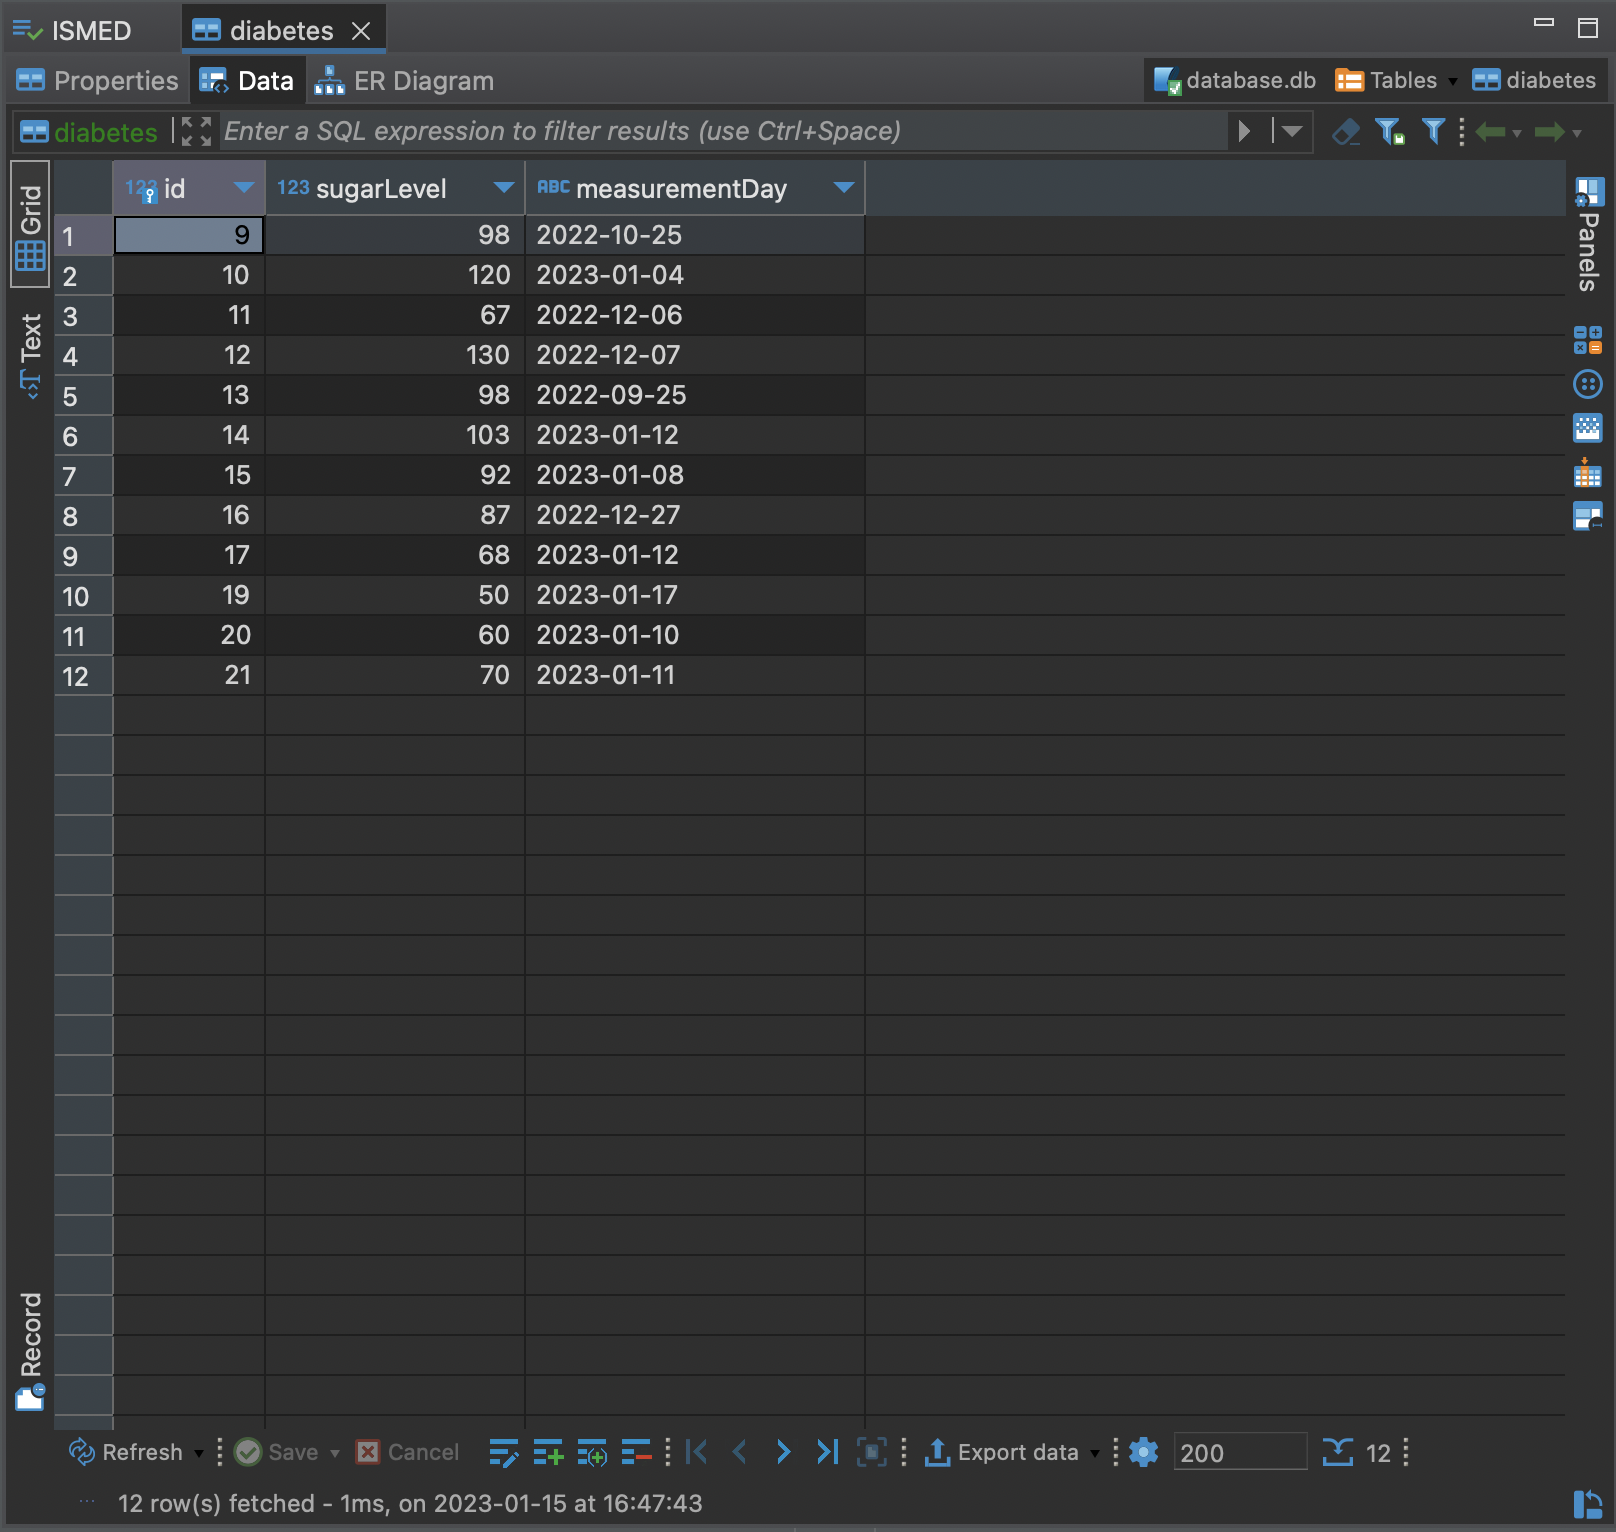 ISMED diabetes
Properties Data ER Diagram database.db Tables diabetes
diabetes Enter a SQL expression to filter results (use Ctrl+Space)
Grid
Text
Record
Panels
123 id 123 sugarLevel ABC measurementDay
1 9 98 2022-10-25
2 10 120 2023-01-04
3 11 67 2022-12-06
4 12 130 2022-12-07
5 13 98 2022-09-25
6 14 103 2023-01-12
7 15 92 2023-01-08
8 16 87 2022-12-27
9 17 68 2023-01-12
10 19 50 2023-01-17
11 20 60 2023-01-10
12 21 70 2023-01-11
Refresh Save Cancel Export data 200 12
12 row(s) fetched - 1ms, on 2023-01-15 at 16:47:43